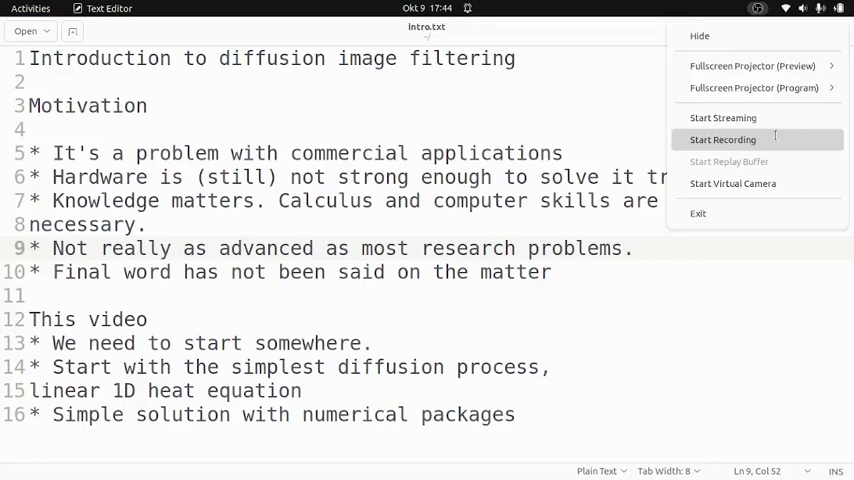 Activities
Text Editor
Okt 9 17:44
Open
intro.txt
~/
1 Introduction to diffusion image filtering
2
3 Motivation
4
5 * It's a problem with commercial applications
6 * Hardware is (still) not strong enough to solve it tr
7 * Knowledge matters. Calculus and computer skills are
8 necessary.
9 * Not really as advanced as most research problems.
10 * Final word has not been said on the matter
11
12 This video
13 * We need to start somewhere.
14 * Start with the simplest diffusion process,
15 linear 1D heat equation
16 * Simple solution with numerical packages
Hide
Fullscreen Projector (Preview)
Fullscreen Projector (Program)
Start Streaming
Start Recording
Start Replay Buffer
Start Virtual Camera
Exit
Plain Text
Tab Width: 8
Ln 9, Col 52
INS